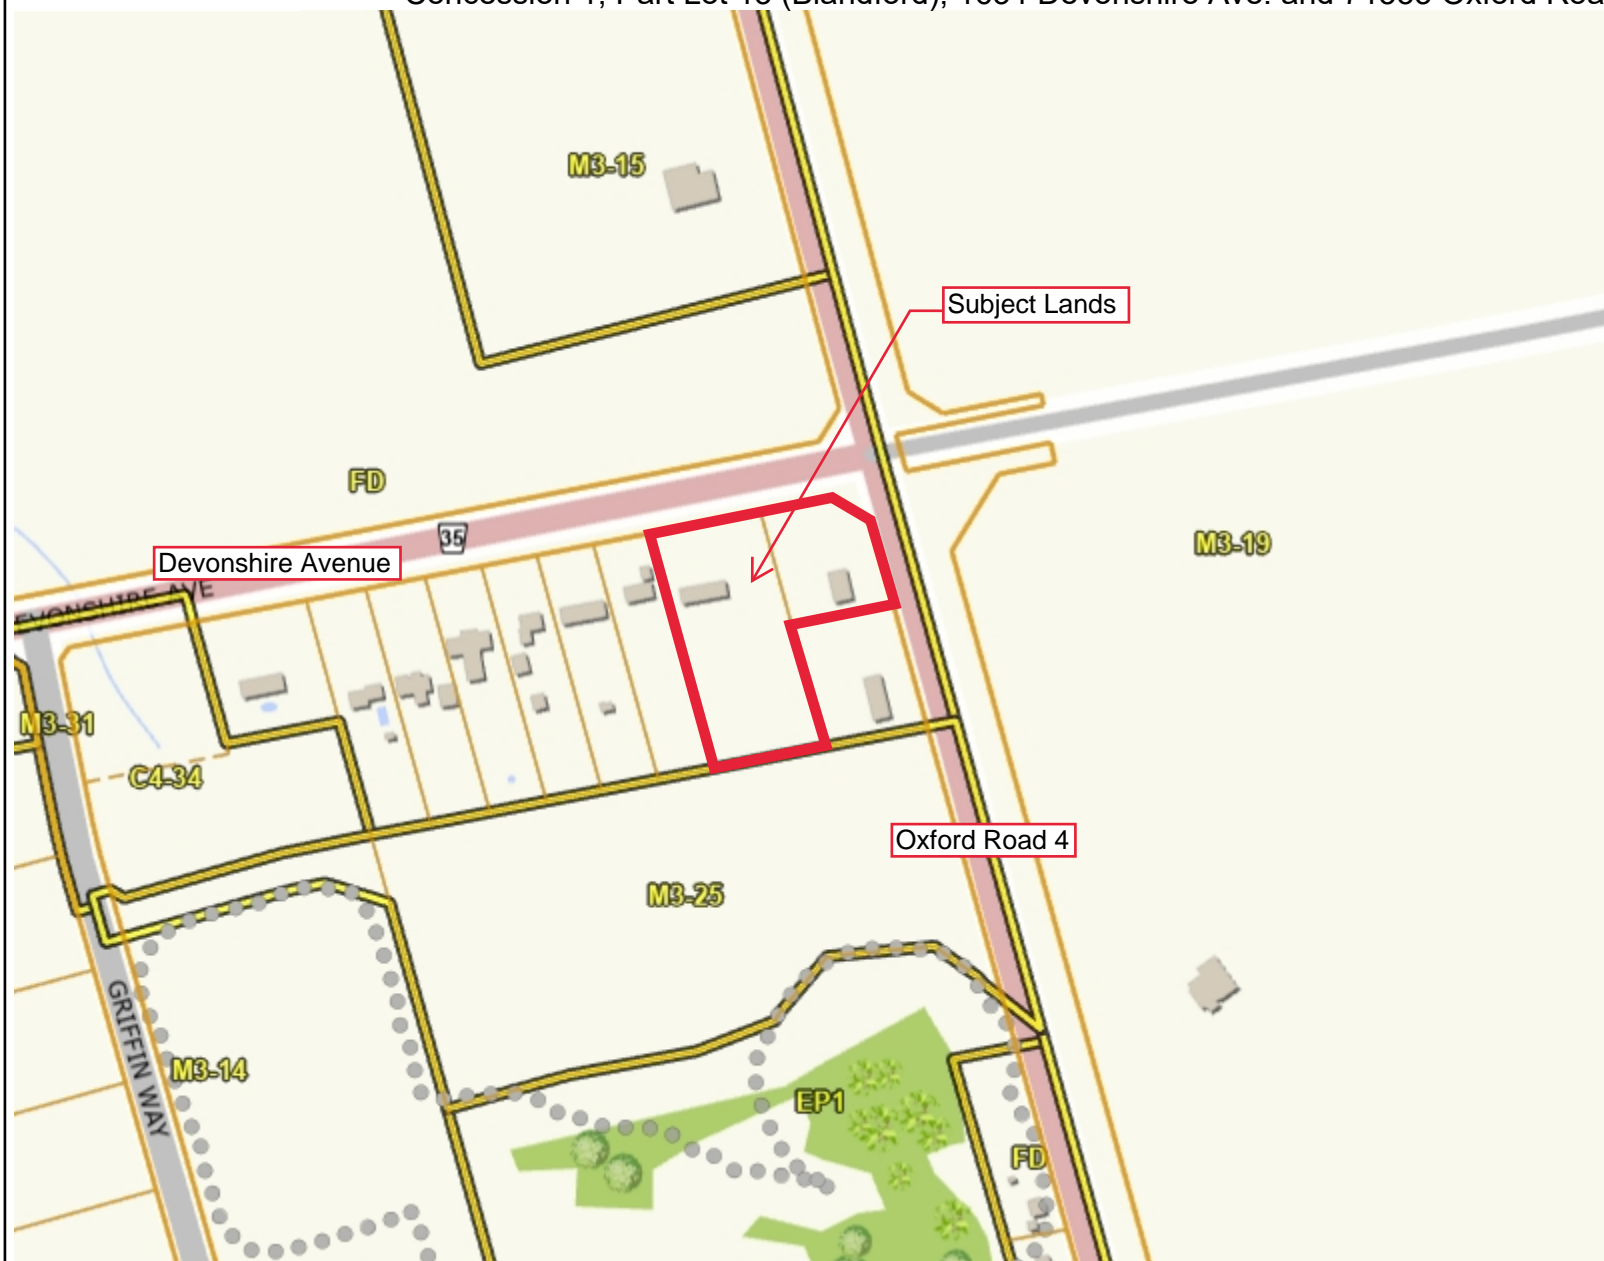 M3-15
Subject Lands
FD
35
M3-19
Devonshire Avenue
M3-31
C4-34
Oxford Road 4
M3-25
GRIFFIN WAY
M3-14
EP1
FD